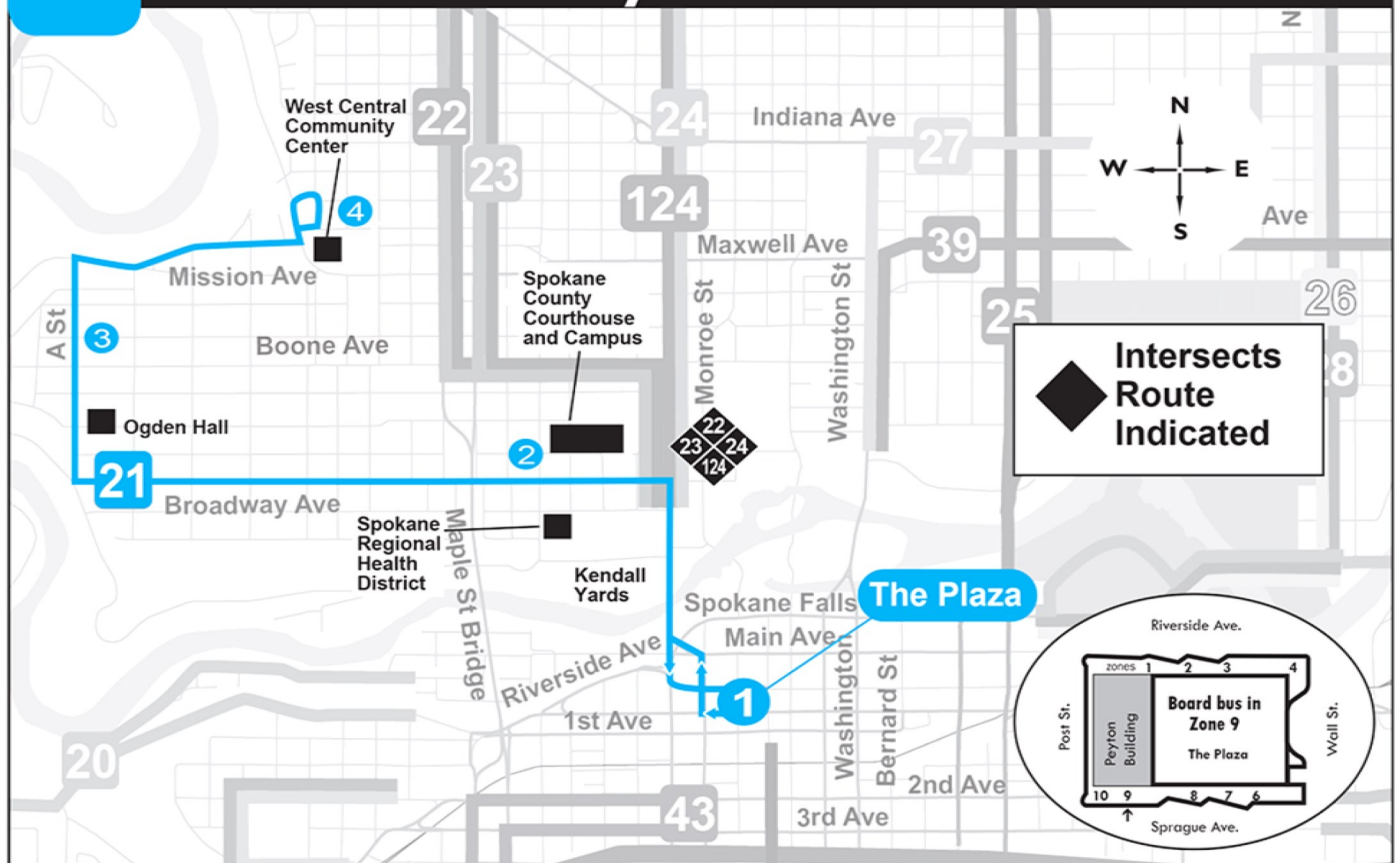 N
West Central
Community
Center
22
24
Indiana Ave
27
N
W
E
S
23
124
4
Ave
Maxwell Ave
39
Mission Ave
Spokane
County
Courthouse
and Campus
26
25
A St
3
Boone Ave
Monroe St
Washington St
Intersects
Route
Indicated
28
Ogden Hall
22
23
24
124
2
21
Broadway Ave
Spokane
Regional
Health
District
Maple St Bridge
Kendall
Yards
Spokane Falls
The Plaza
Main Ave
Riverside Ave
1
1st Ave
Washington
Bernard St
20
2nd Ave
43
3rd Ave
Riverside Ave.
zones
1
2
3
4
Post St.
Peyton
Building
Board bus in
Zone 9
The Plaza
Wall St.
10
9
8
7
6
Sprague Ave.